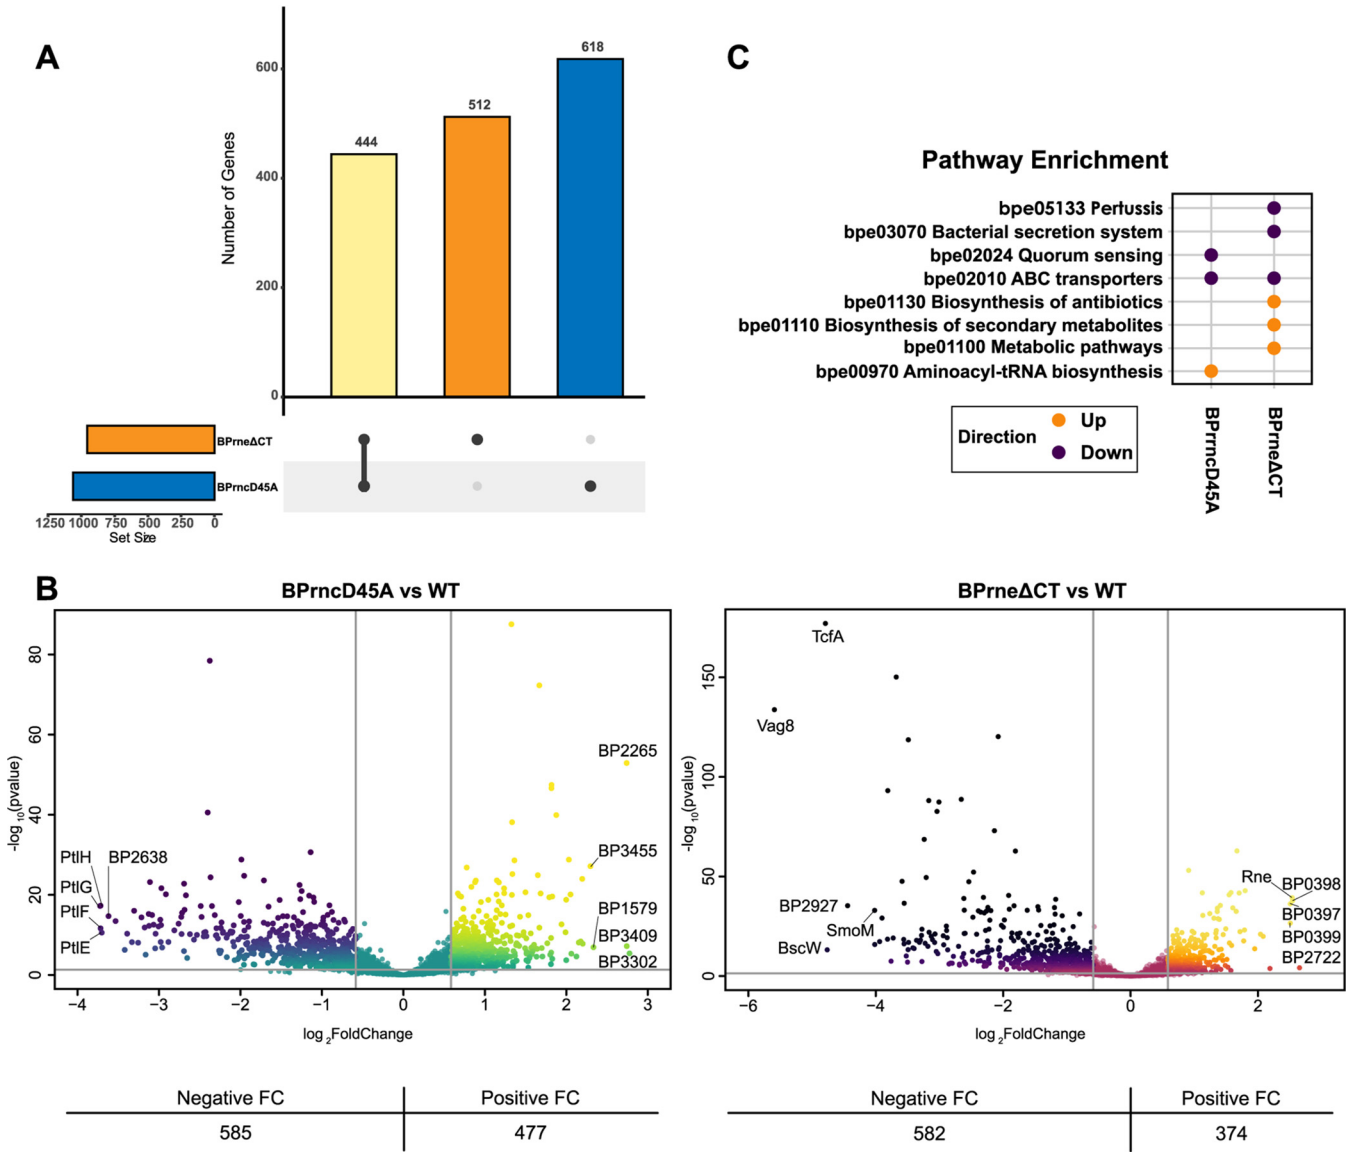 A
Number of Genes
600
400
200
0
444
512
618
BPrneΔCT
BPrncD45A
1250 1000 750 500 250 0
Set Size
C
Pathway Enrichment
bpe05133 Pertussis
bpe03070 Bacterial secretion system
bpe02024 Quorum sensing
bpe02010 ABC transporters
bpe01130 Biosynthesis of antibiotics
bpe01110 Biosynthesis of secondary metabolites
bpe01100 Metabolic pathways
bpe00970 Aminoacyl-tRNA biosynthesis
BPrrncD45A
BPrneΔCT
Direction
Up
Down
B
BPrncD45A vs WT
-log10(pvalue)
80
60
40
20
0
BP2265
BP3455
BP1579
BP3409
BP3302
PtlH
BP2638
PtlG
PtlF
PtlE
−4 −3 −2 −1 0 1 2 3
log2FoldChange
Negative FC Positive FC
585 477
BPrneΔCT vs WT
-log10(pvalue)
150
100
50
0
TcfA
Vag8
BP2927
SmoM
BscW
Rne
BP0398
BP0397
BP0399
BP2722
−6 −4 −2 0 2
log2FoldChange
Negative FC Positive FC
582 374